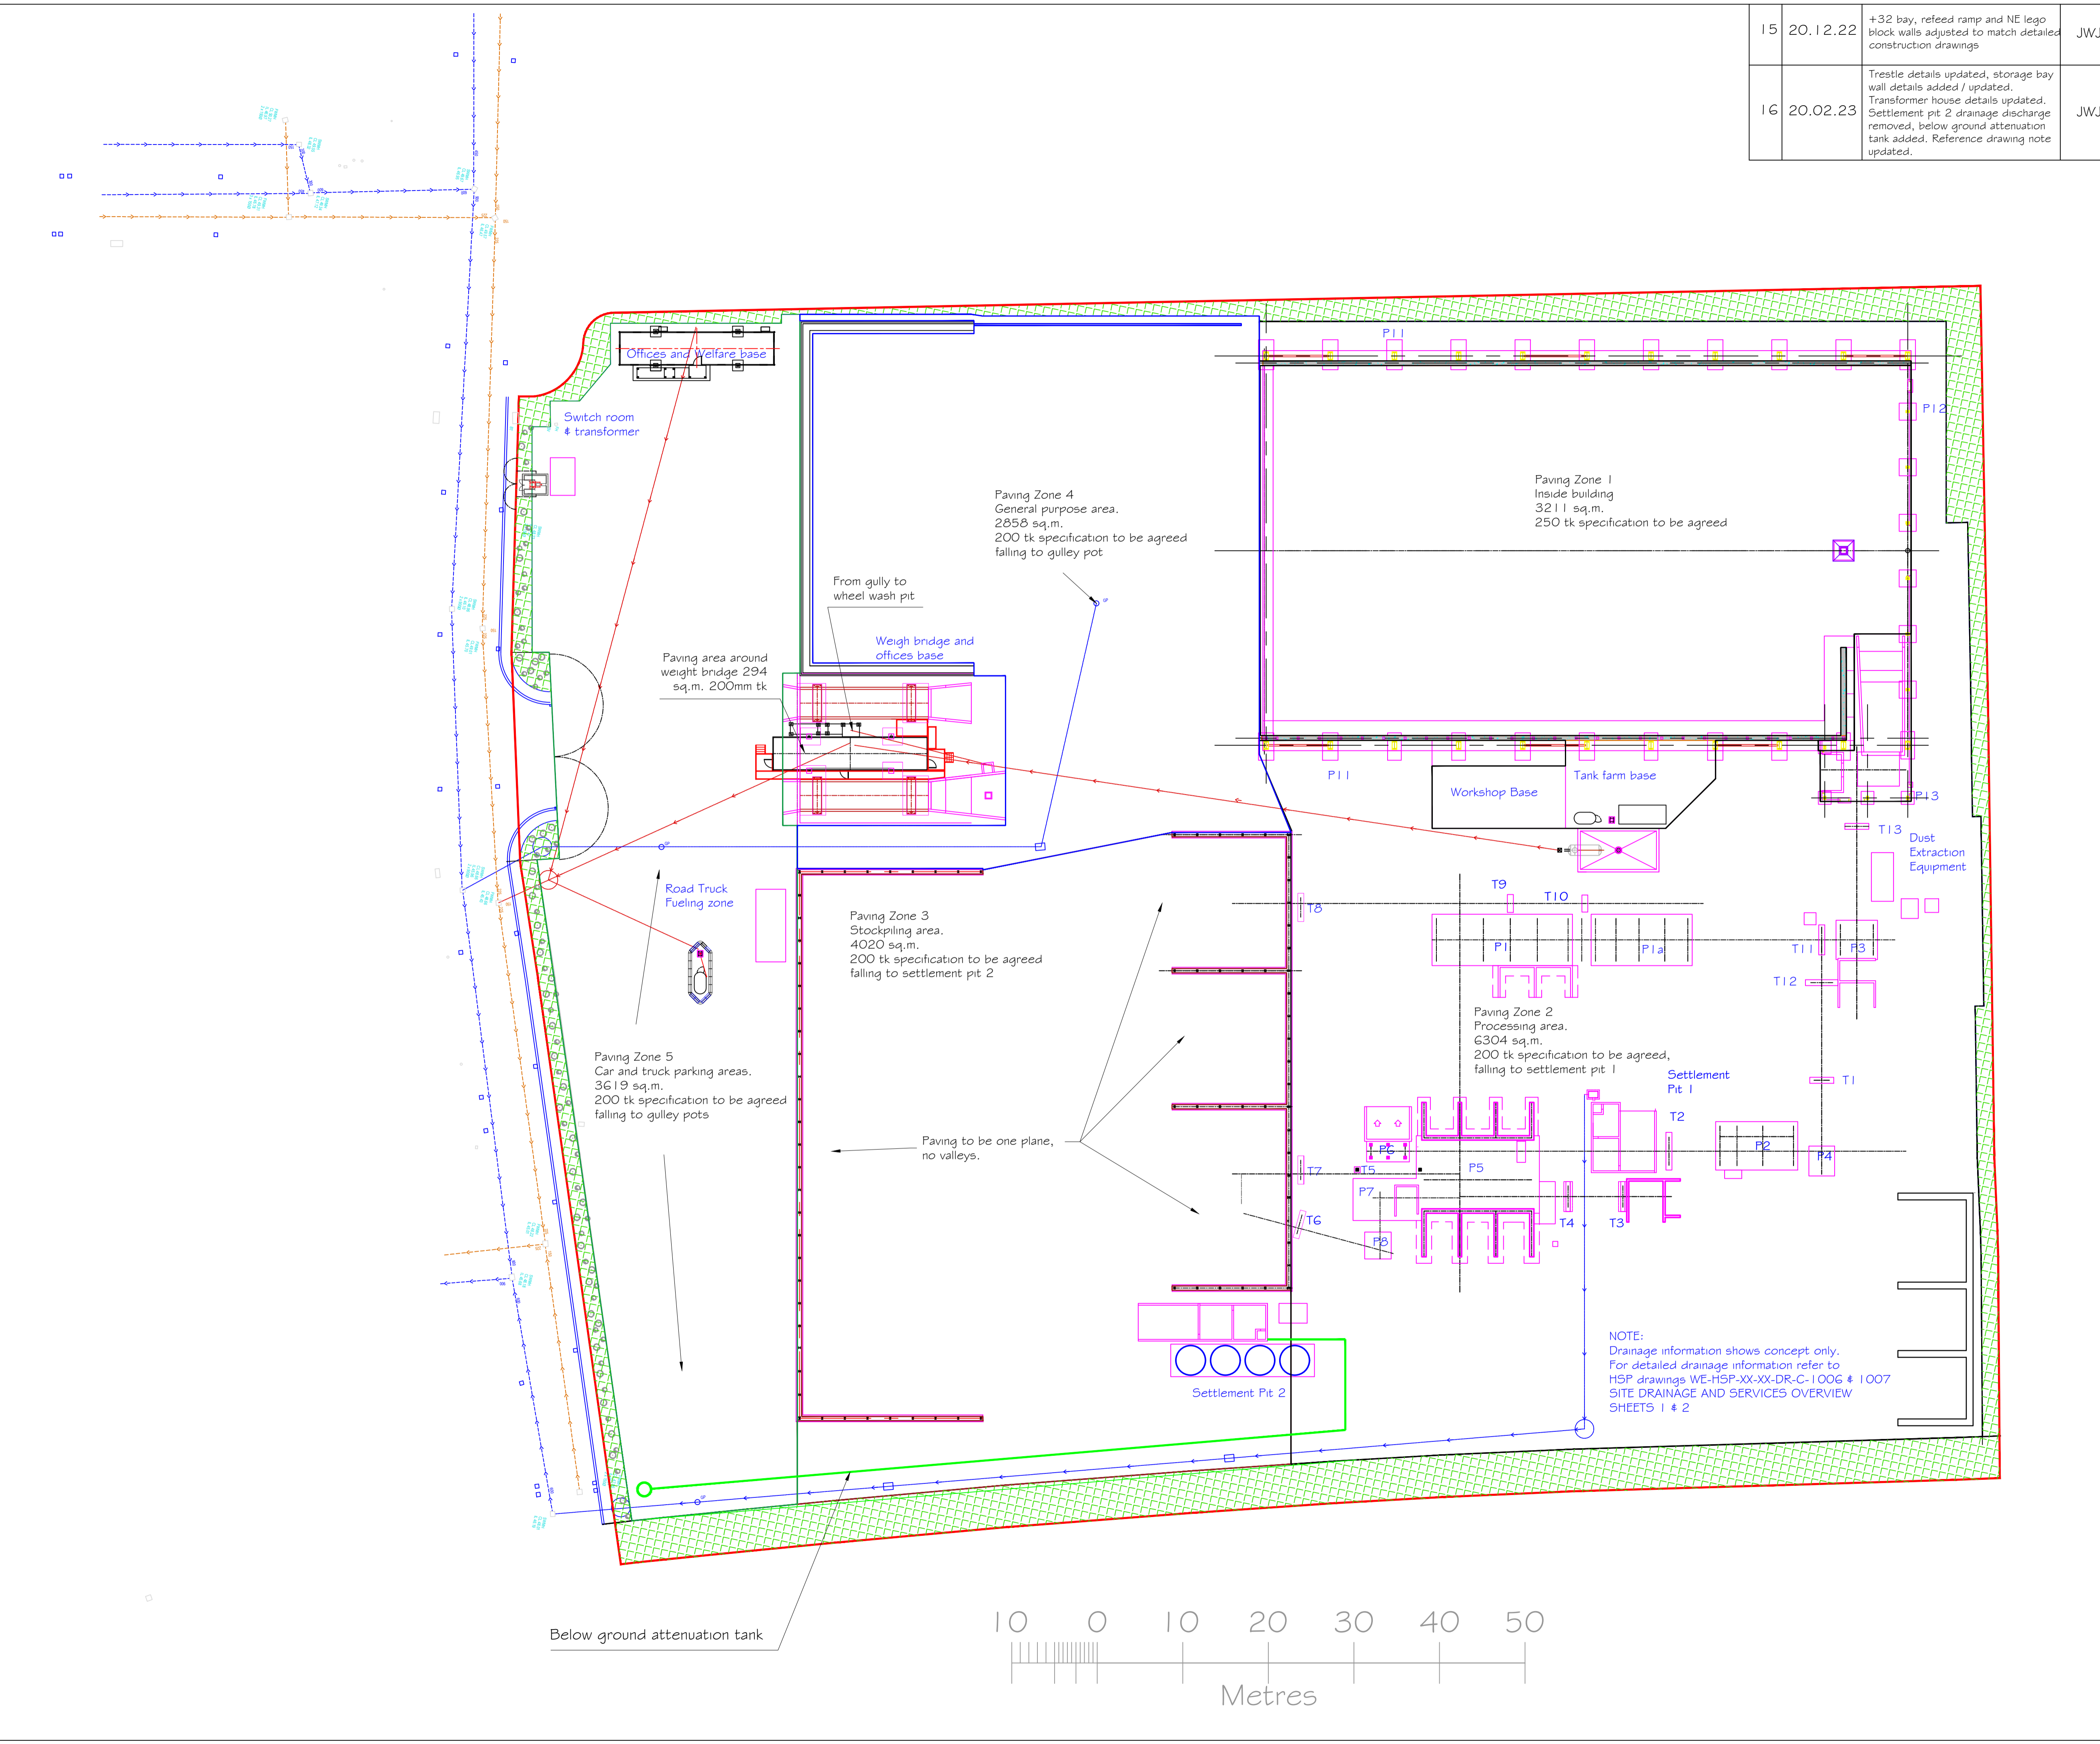 15 20.12.22 +32 bay, refeed ramp and NE lego
block walls adjusted to match detailed
construction drawings
JWJ
16 20.02.23 Trestle details updated, storage bay
wall details added / updated.
Transformer house details updated.
Settlement pit 2 drainage discharge
removed, below ground attenuation
tank added. Reference drawing note
updated.
JWJ
Offices and Welfare base
Switch room
& transformer
P11
P12
Paving Zone 4
General purpose area.
2858 sq.m.
200 tk specification to be agreed
falling to gulley pot
Paving Zone 1
Inside building
3211 sq.m.
250 tk specification to be agreed
From gully to
wheel wash pit
Weigh bridge and
offices base
Paving area around
weight bridge 294
sq.m. 200mm tk
P11
Tank farm base
Workshop Base
P13
T13
Dust
Extraction
Equipment
Road Truck
Fueling zone
Paving Zone 3
Stockpiling area.
4020 sq.m.
200 tk specification to be agreed
falling to settlement pit 2
T8
T9
T10
P1
P1a
T11
P3
T12
Paving Zone 2
Processing area.
6304 sq.m.
200 tk specification to be agreed,
falling to settlement pit 1
Settlement
Pit 1
T1
T2
Paving Zone 5
Car and truck parking areas.
3619 sq.m.
200 tk specification to be agreed
falling to gulley pots
Paving to be one plane,
no valleys.
P6
P2
P4
T7
T5
P5
P7
T6
T4
T3
P8
NOTE:
Drainage information shows concept only.
For detailed drainage information refer to
HSP drawings WE-HSP-XX-XX-DR-C-1006 & 1007
SITE DRAINAGE AND SERVICES OVERVIEW
SHEETS 1 & 2
Settlement Pit 2
Below ground attenuation tank
10 0 10 20 30 40 50
Metres